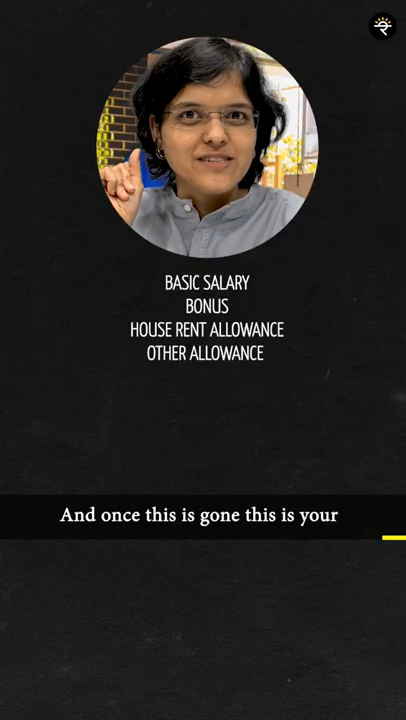 BASIC SALARY
BONUS
HOUSE RENT ALLOWANCE
OTHER ALLOWANCE
And once this is gone this is your